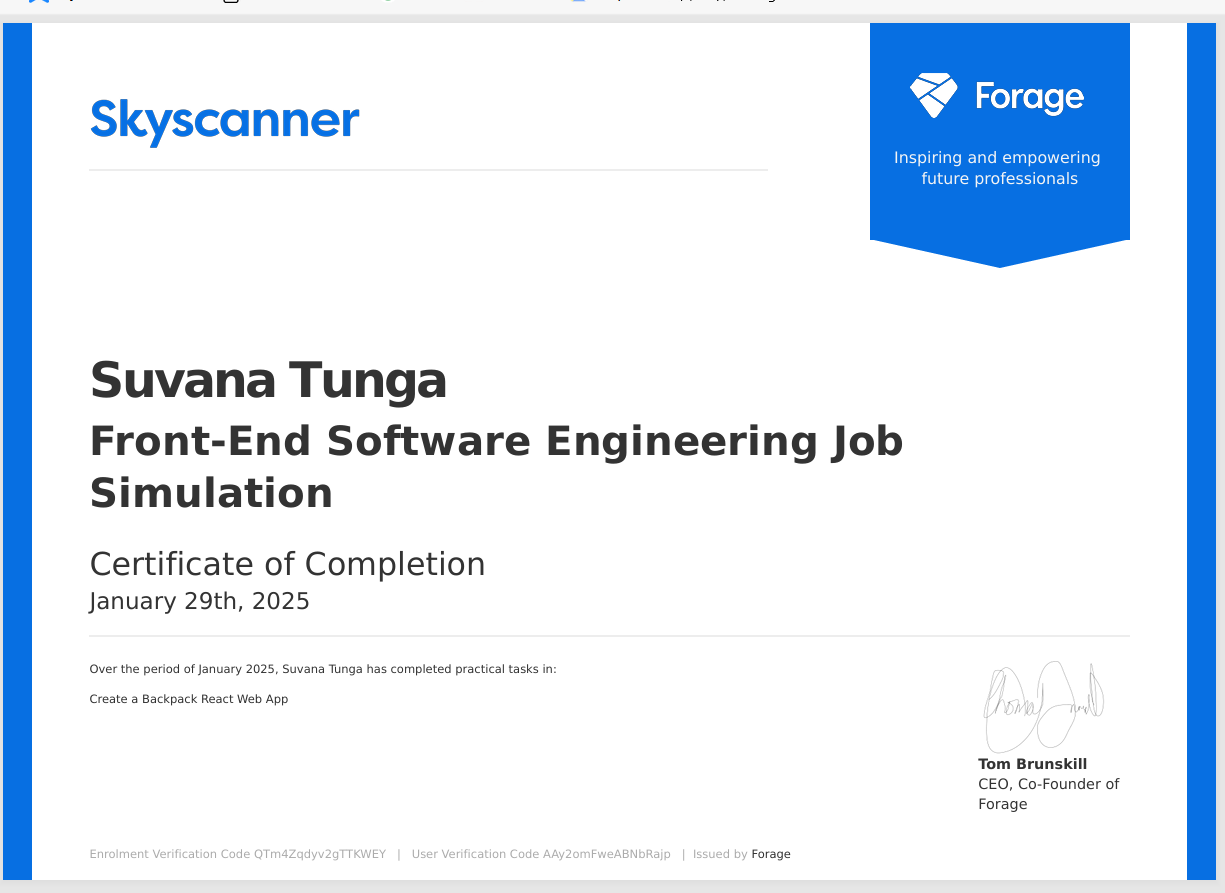 Skyscanner
Forage
Inspiring and empowering
future professionals
Suvana Tunga
Front-End Software Engineering Job
Simulation
Certificate of Completion
January 29th, 2025
Over the period of January 2025, Suvana Tunga has completed practical tasks in:
Create a Backpack React Web App
Tom Brunskill
CEO, Co-Founder of
Forage
Enrolment Verification Code QTm4Zqdyv2gTTKWEY | User Verification Code AAy2omFweABNbRajp | Issued by Forage